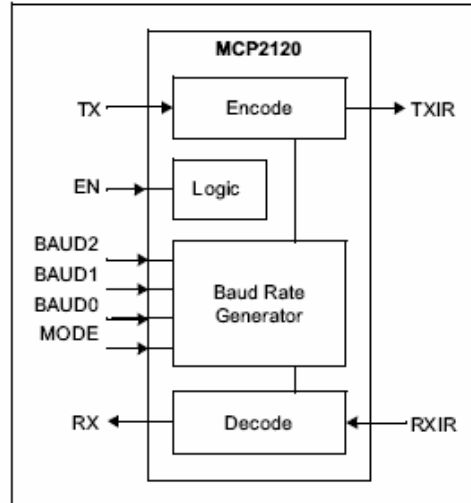 MCP2120
TX
Encode
TXIR
EN
Logic
BAUD2
BAUD1
BAUD0
MODE
Baud Rate
Generator
RX
Decode
RXIR